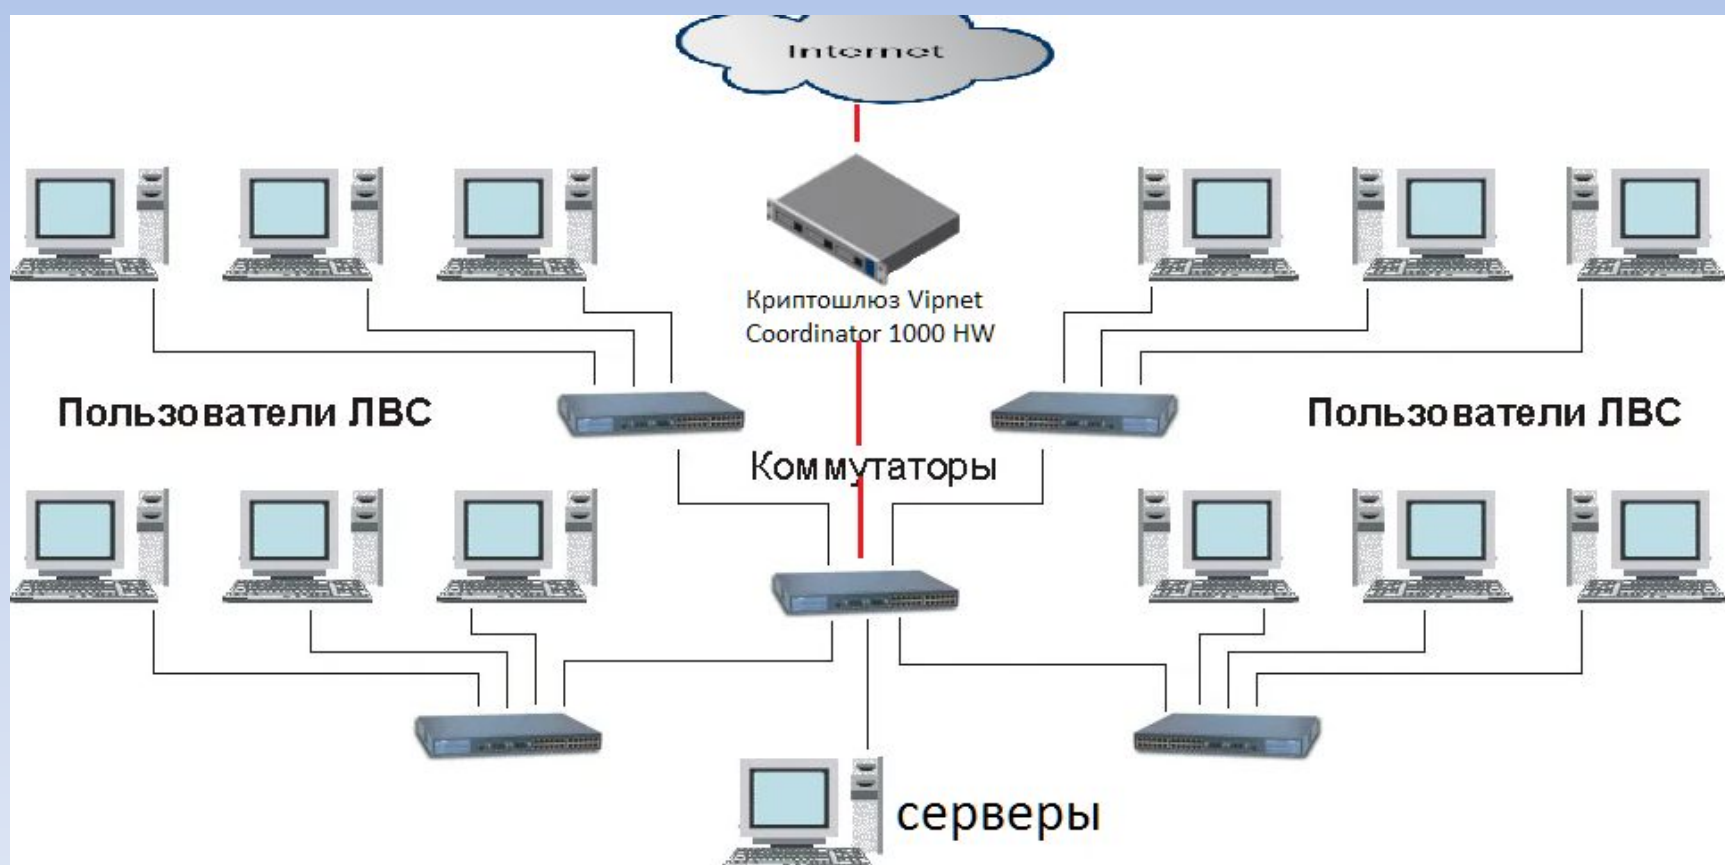 Internet
Криптошлюз Vipnet
Coordinator 1000 HW
Пользователи ЛВС
Пользователи ЛВС
Коммутаторы
серверы